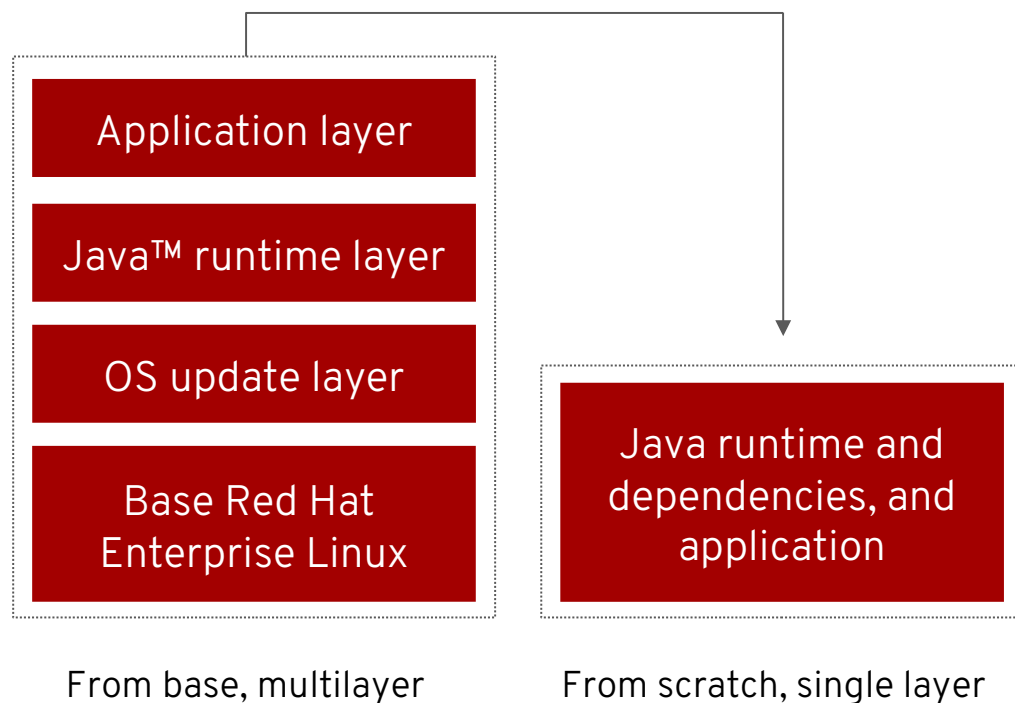 Application layer
Java™ runtime layer
OS update layer
Base Red Hat
Enterprise Linux
From base, multilayer
Java runtime and
dependencies, and
application
From scratch, single layer